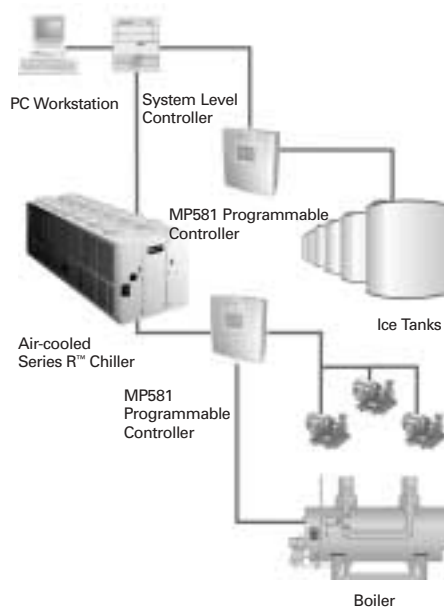 PC Workstation
System Level
Controller
MP581 Programmable
Controller
Ice Tanks
Air-cooled
Series R™ Chiller
MP581
Programmable
Controller
Boiler